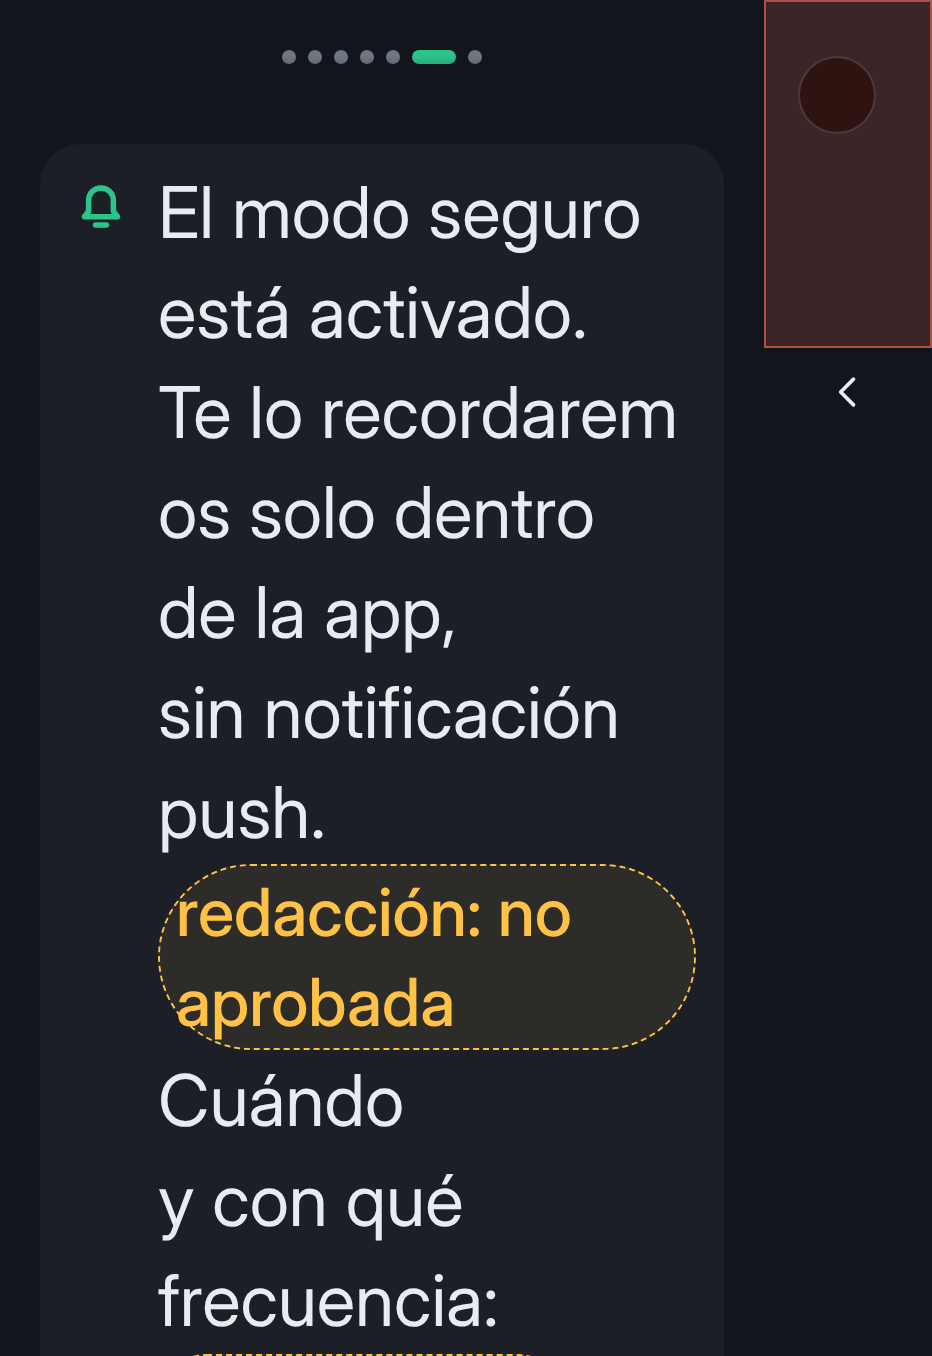 El modo seguro
está activado.
Te lo recordarem
os solo dentro
de la app,
sin notificación
push.
redacción: no
aprobada
Cuándo
y con qué
frecuencia: